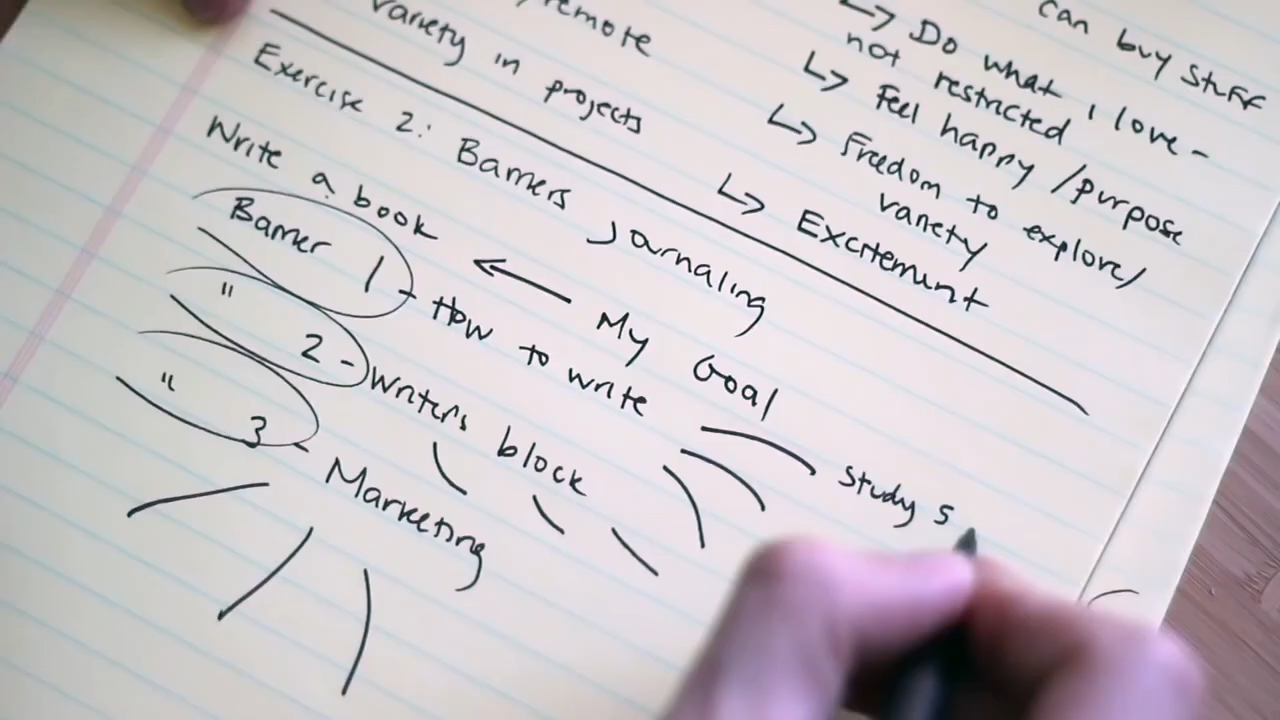 remote
variety in projects
can buy stuff
↳ Do what I love -
not restricted
↳ Feel happy / purpose
↳ Freedom to explore/
variety
↳ Excitement
Exercise 2: Barriers Journaling
Write a book ← My Goal
Barrier 1 - How to write
" 2 - Writer's block
" 3 - Marketing
Study s